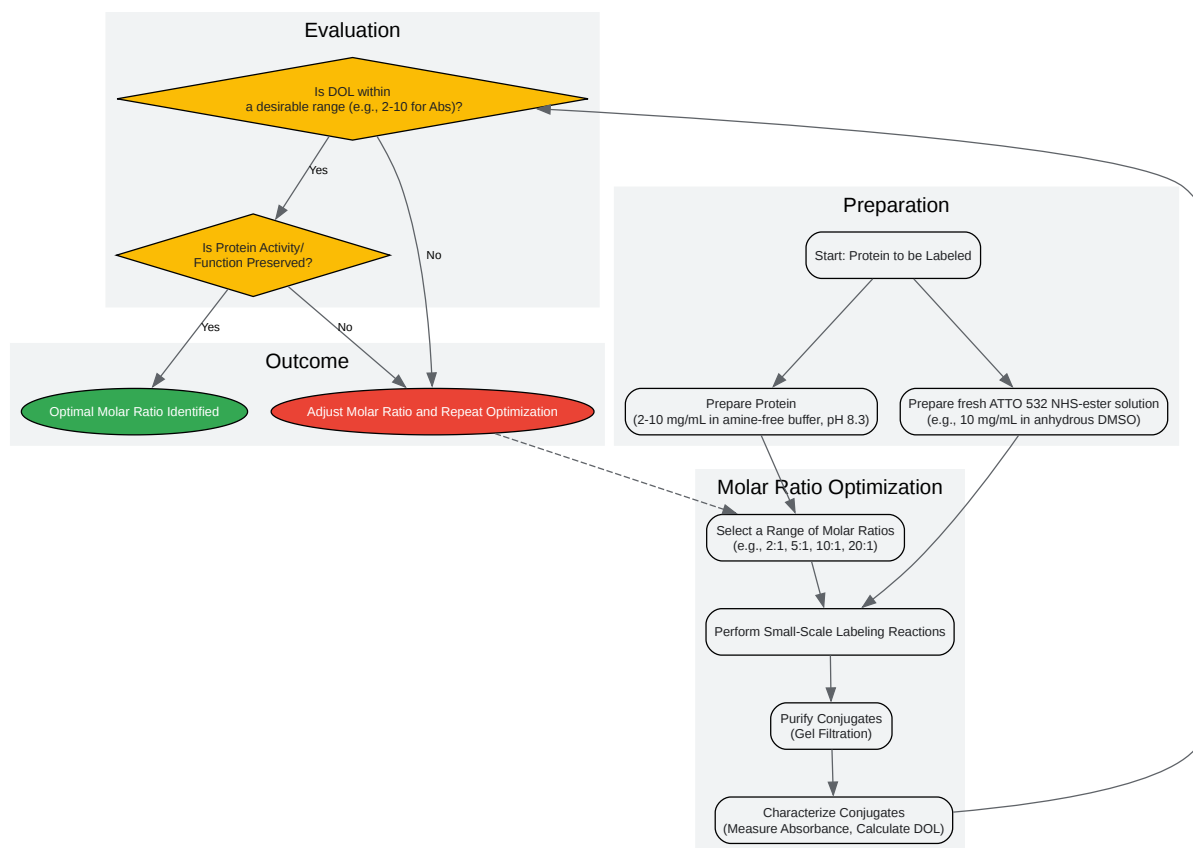 Evaluation
Is DOL within
a desirable range (e.g., 2-10 for Abs)?
Yes
No
Is Protein Activity/
Function Preserved?
Yes
No
Outcome
Optimal Molar Ratio Identified
Adjust Molar Ratio and Repeat Optimization
Preparation
Start: Protein to be Labeled
Prepare Protein
(2-10 mg/mL in amine-free buffer, pH 8.3)
Prepare fresh ATTO 532 NHS-ester solution
(e.g., 10 mg/mL in anhydrous DMSO)
Molar Ratio Optimization
Select a Range of Molar Ratios
(e.g., 2:1, 5:1, 10:1, 20:1)
Perform Small-Scale Labeling Reactions
Purify Conjugates
(Gel Filtration)
Characterize Conjugates
(Measure Absorbance, Calculate DOL)